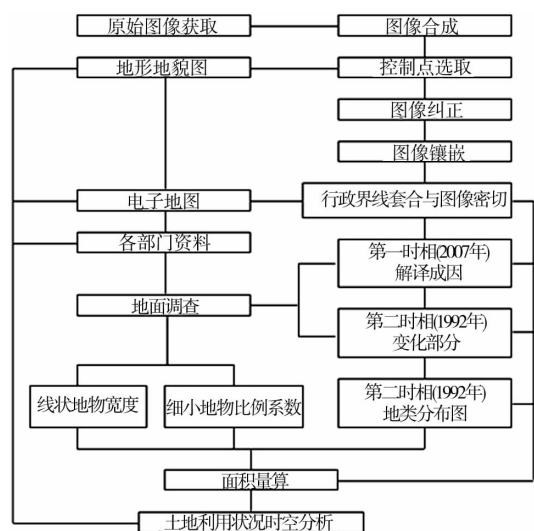 原始图像获取
图像合成
地形地貌图
控制点选取
图像纠正
图像镶嵌
电子地图
行政界线套合与图像密切
各部门资料
第一时相(2007年)
解译成因
地面调查
第二时相(1992年)
变化部分
线状地物宽度
细小地物比例系数
第二时相(1992年)
地类分布图
面积量算
土地利用状况时空分析